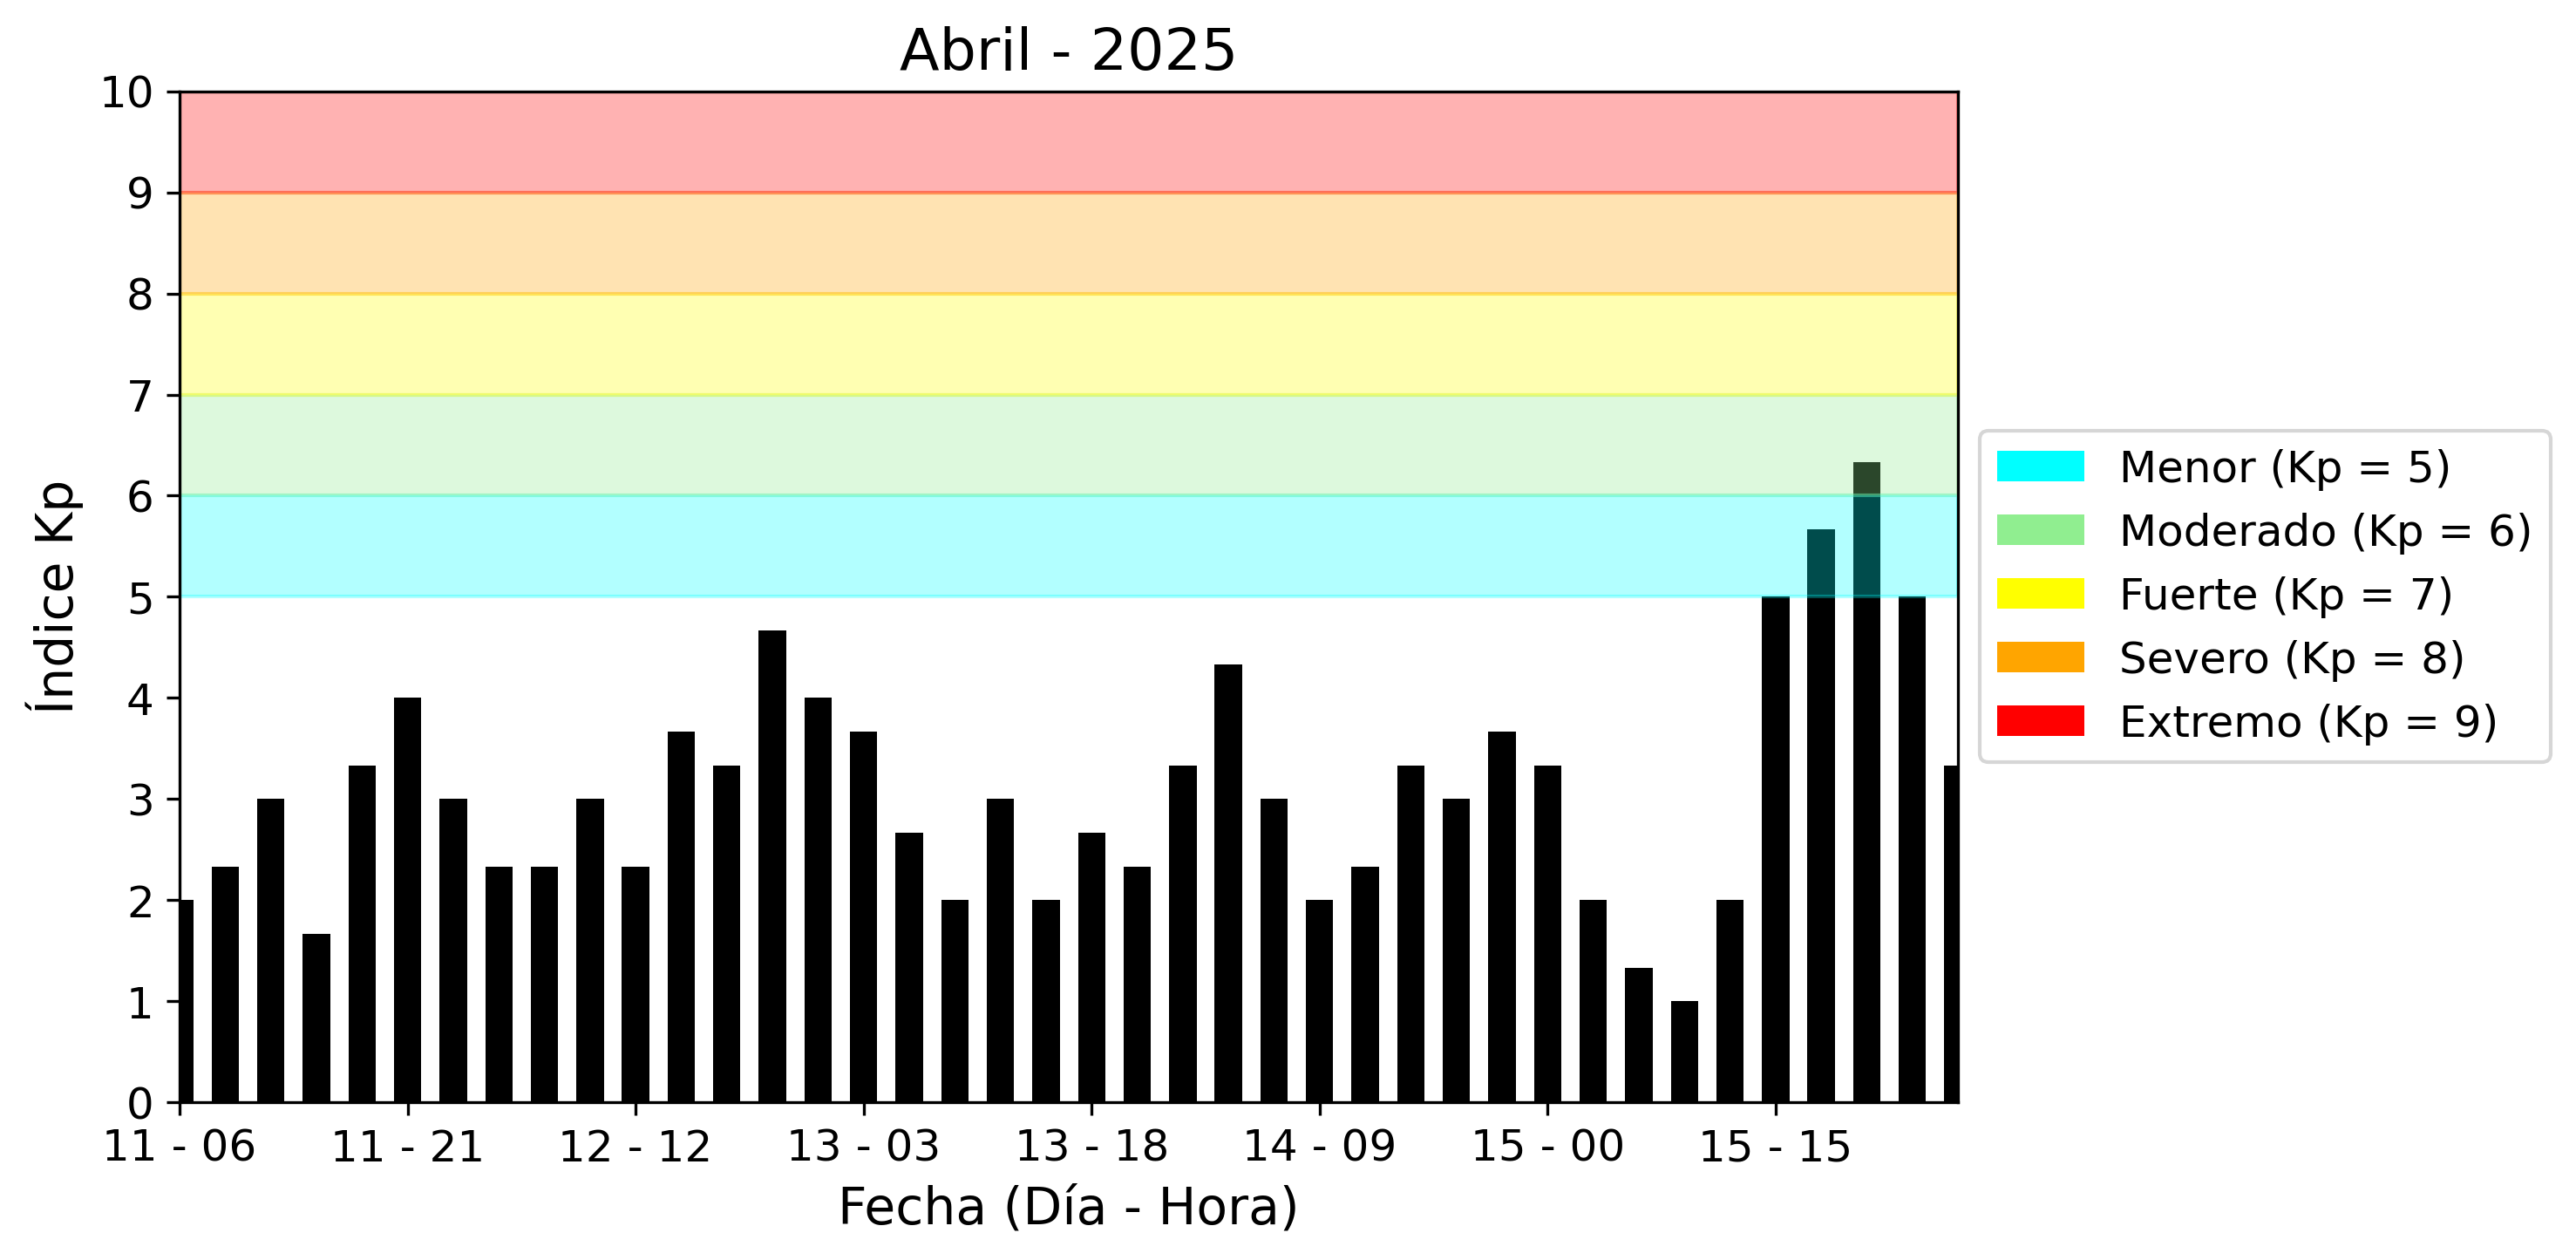 Abril - 2025
10
9
8
7
6
5
4
3
2
1
0
Índice Kp
11 - 06
11 - 21
12 - 12
13 - 03
13 - 18
14 - 09
15 - 00
15 - 15
Fecha (Día - Hora)
Menor (Kp = 5)
Moderado (Kp = 6)
Fuerte (Kp = 7)
Severo (Kp = 8)
Extremo (Kp = 9)